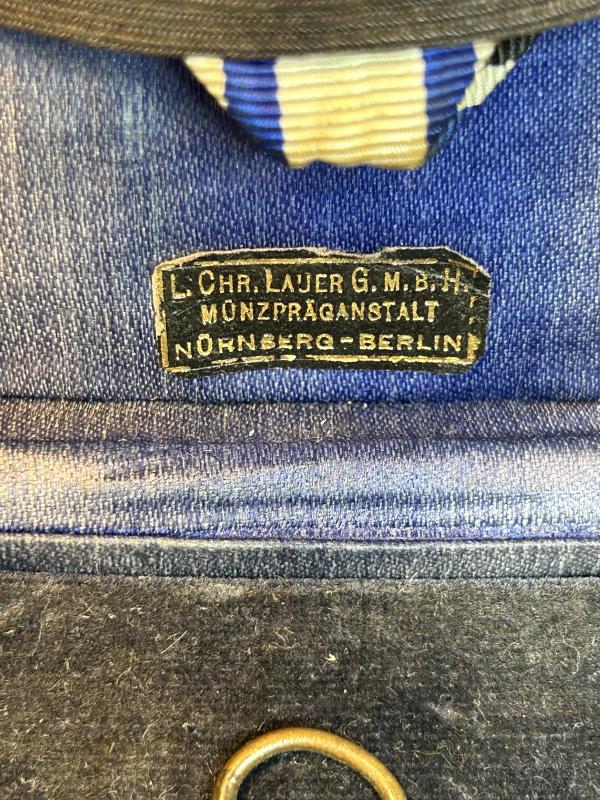 L. CHR. LAUER G. M. B. H.
MÜNZPRÄGANSTALT
NÜRNBERG-BERLIN